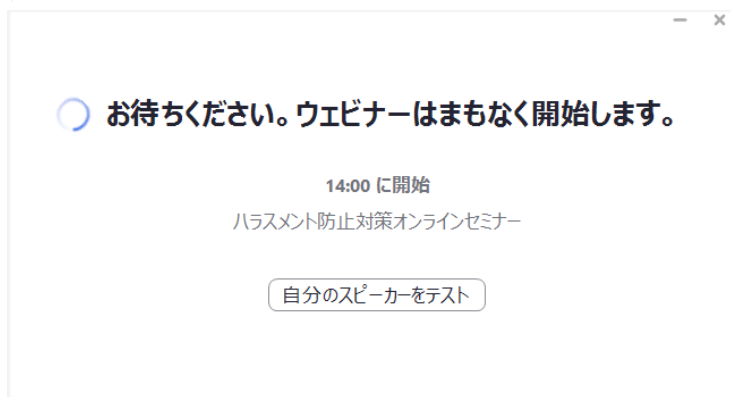 お待ちください。ウェビナーはまもなく開始します。
14:00 に開始
ハラスメント防止対策オンラインセミナー
自分のスピーカーをテスト